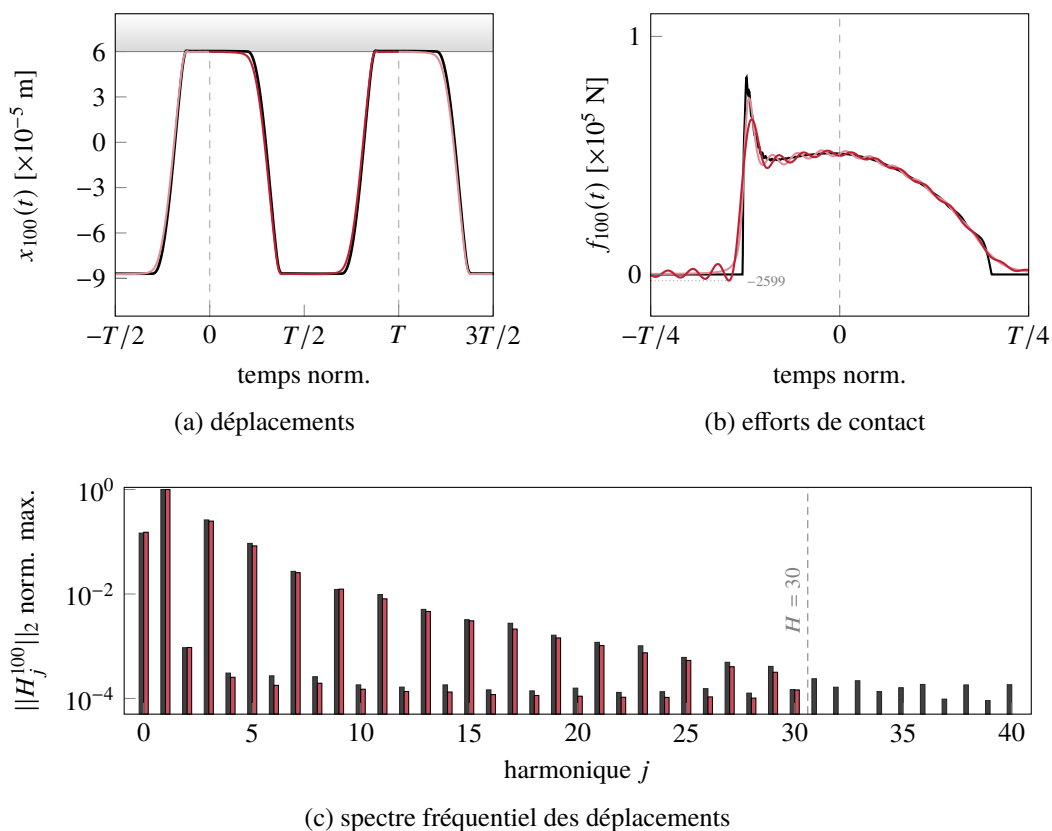 x₁₀₀(t) [×10⁻⁵ m]
6
3
0
−3
−6
−9
−T/2
0
T/2
T
3T/2
temps norm.
(a) déplacements
f₁₀₀(t) [×10⁵ N]
1
0
−2599
−T/4
0
T/4
temps norm.
(b) efforts de contact
||H_j^100||₂ norm. max.
10⁰
10⁻²
10⁻⁴
H = 30
0
5
10
15
20
25
30
35
40
harmonique j
(c) spectre fréquentiel des déplacements